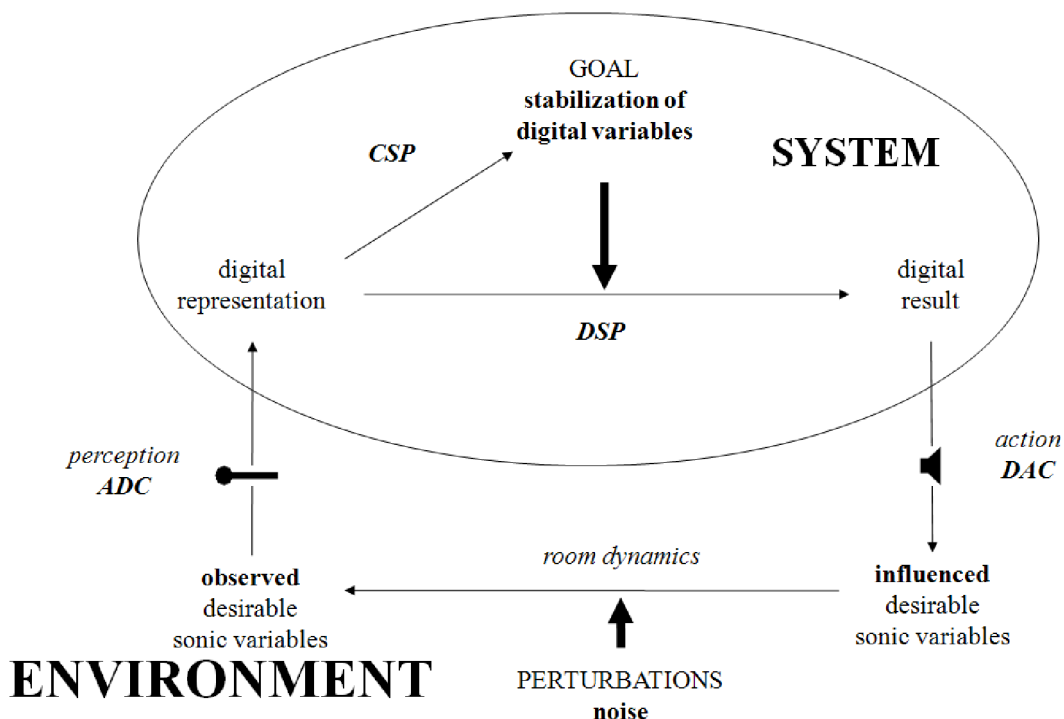 GOAL
stabilization of
digital variables
CSP
SYSTEM
digital
representation
digital
result
DSP
perception
ADC
action
DAC
room dynamics
observed
desirable
sonic variables
influenced
desirable
sonic variables
ENVIRONMENT
PERTURBATIONS
noise